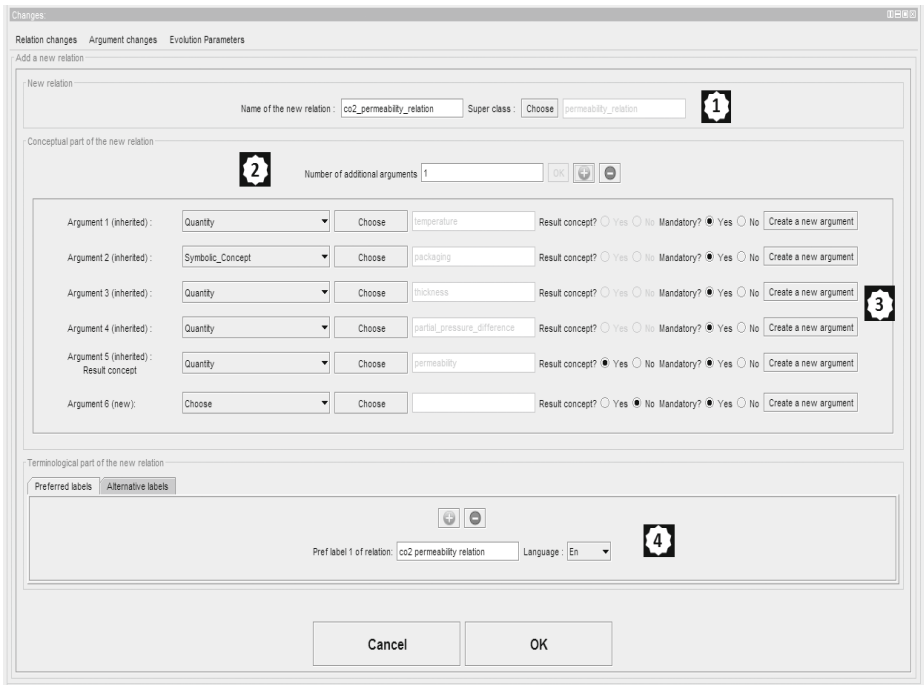 Changes:
Relation changes Argument changes Evolution Parameters
Add a new relation
New relation
Name of the new relation : co2_permeability_relation Super class : Choose permeability_relation 1
Conceptual part of the new relation
2 Number of additional arguments 1 OK
Argument 1 (inherited) : Quantity Choose temperature Result concept? Yes No Mandatory? Yes No Create a new argument
Argument 2 (inherited) : Symbolic_Concept Choose packaging Result concept? Yes No Mandatory? Yes No Create a new argument
Argument 3 (inherited) : Quantity Choose thickness Result concept? Yes No Mandatory? Yes No Create a new argument
3
Argument 4 (inherited) : Quantity Choose partial_pressure_difference Result concept? Yes No Mandatory? Yes No Create a new argument
Argument 5 (inherited) :
Result concept
Quantity Choose permeability Result concept? Yes No Mandatory? Yes No Create a new argument
Argument 6 (new): Choose Choose Result concept? Yes No Mandatory? Yes No Create a new argument
Terminological part of the new relation
Preferred labels Alternative labels
Pref label 1 of relation: co2 permeability relation Language : En 4
Cancel OK